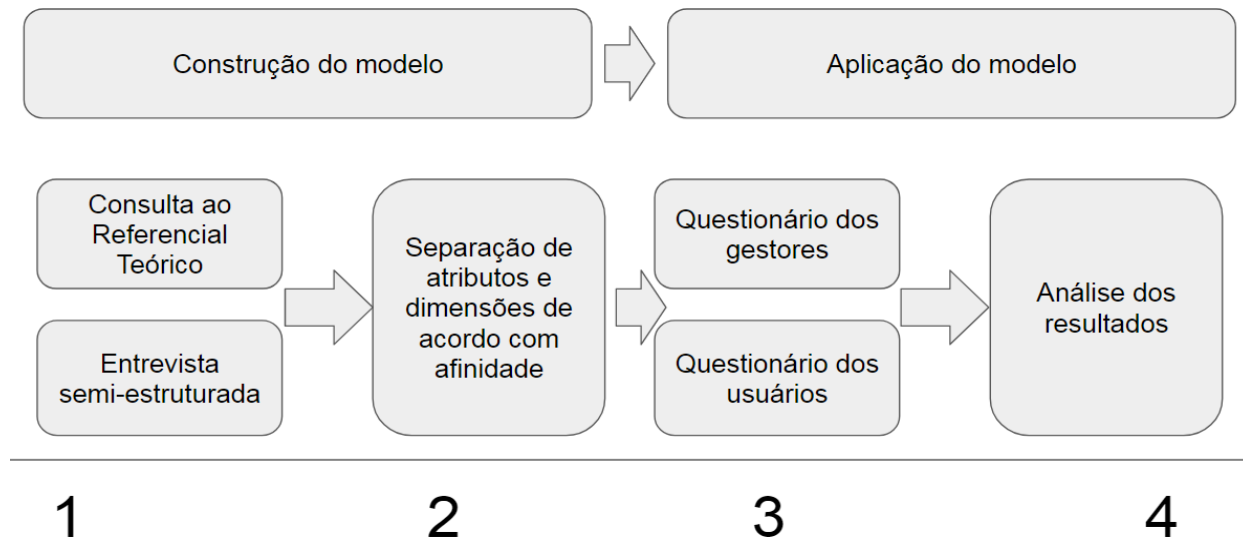 Construção do modelo
Aplicação do modelo
Consulta ao
Referencial
Teórico
Entrevista
semi-estruturada
Separação de
atributos e
dimensões de
acordo com
afinidade
Questionário dos
gestores
Questionário dos
usuários
Análise dos
resultados
1
2
3
4